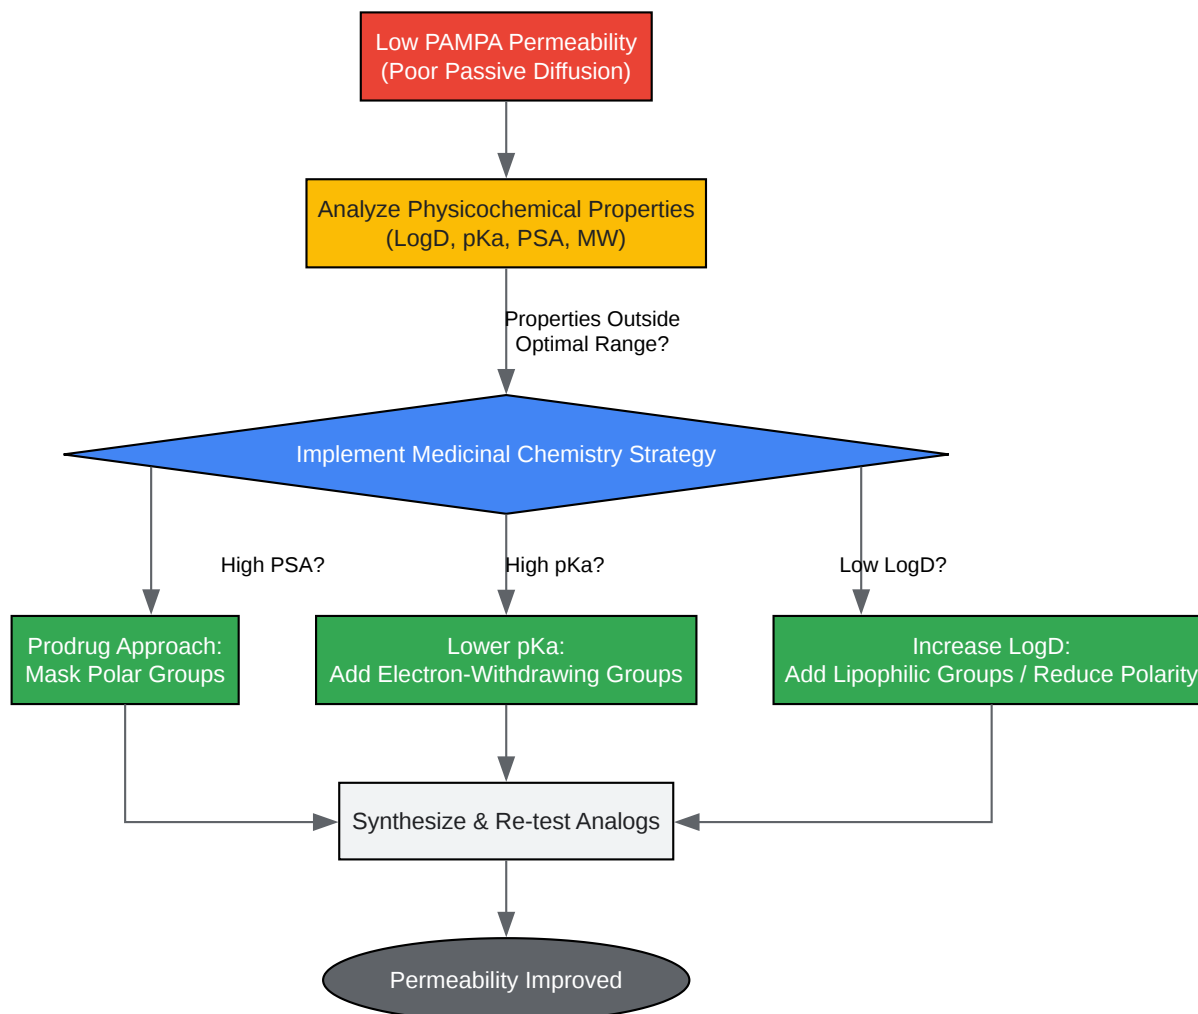 Low PAMPA Permeability
(Poor Passive Diffusion)
Analyze Physicochemical Properties
(LogD, pKa, PSA, MW)
Properties Outside
Optimal Range?
Implement Medicinal Chemistry Strategy
High PSA?
High pKa?
Low LogD?
Prodrug Approach:
Mask Polar Groups
Lower pKa:
Add Electron-Withdrawing Groups
Increase LogD:
Add Lipophilic Groups / Reduce Polarity
Synthesize & Re-test Analogs
Permeability Improved